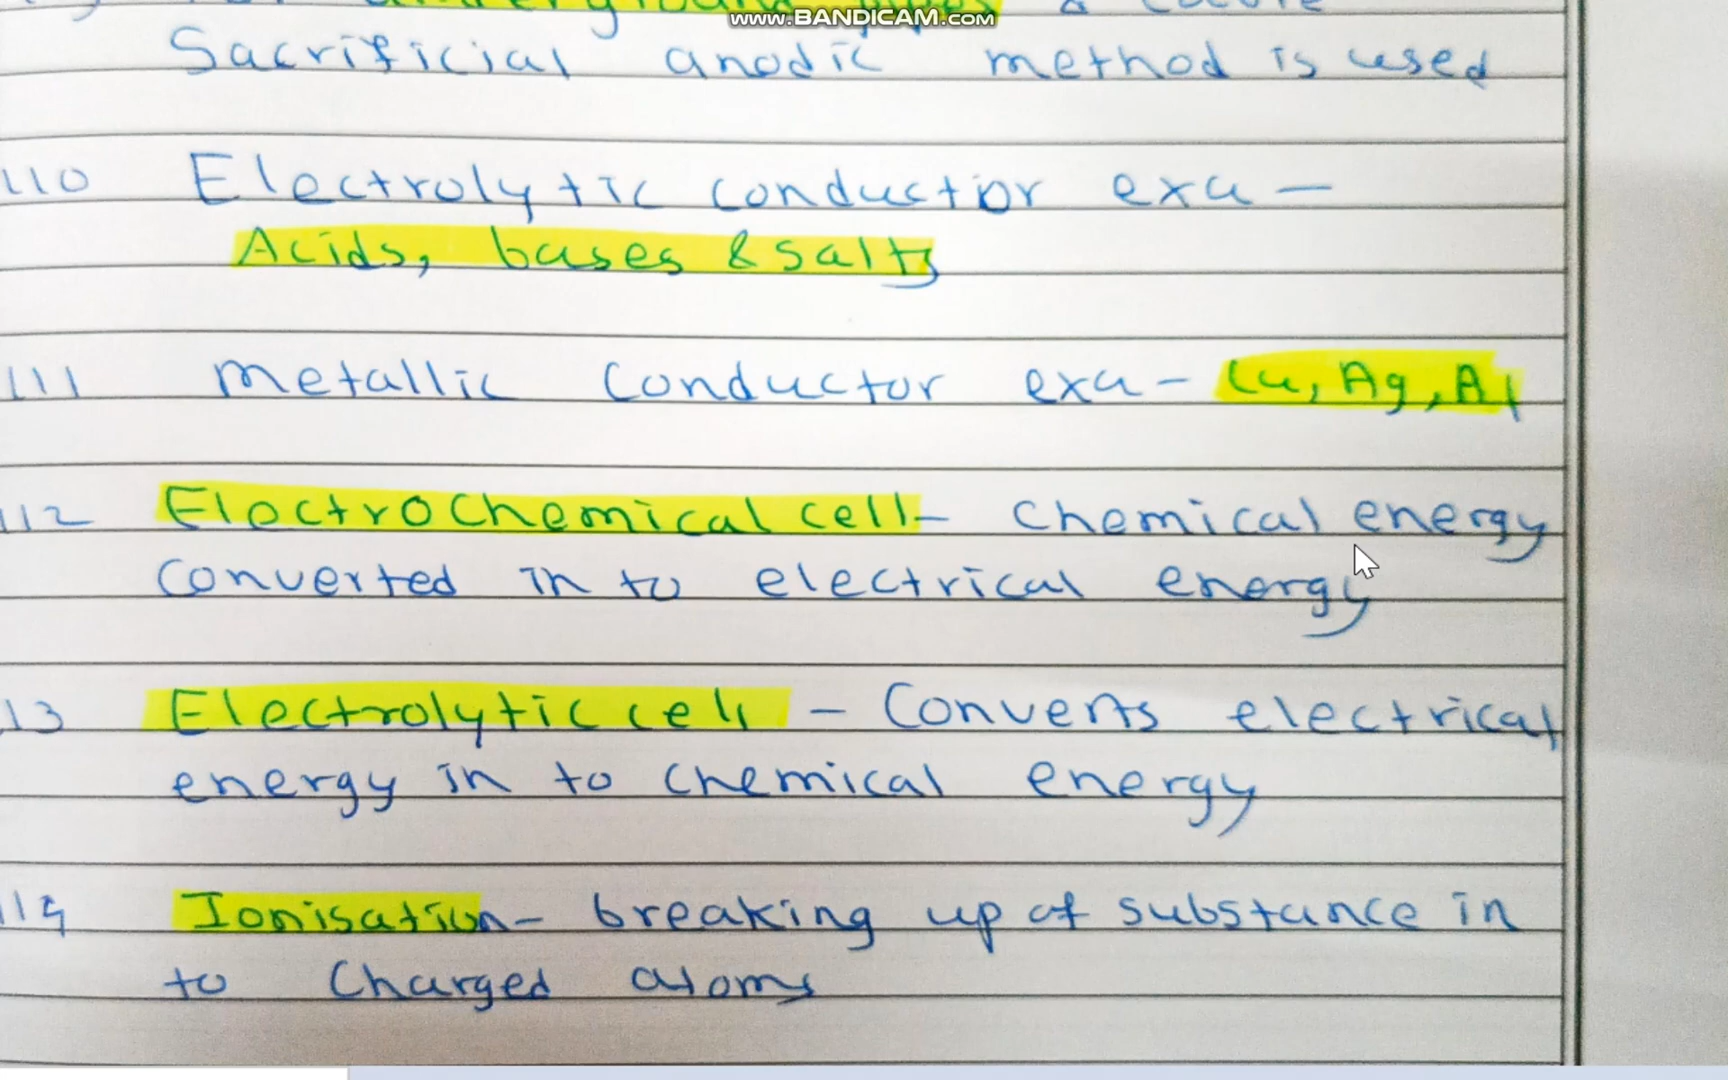 www.BANDICAM.com
Sacrificial anodic method is used
110 Electrolytic conductor exa -
Acids, bases & salts
111 metallic conductor exa - Cu, Ag, Al
112 Electrochemical cell - chemical energy
converted in to electrical energy
113 Electrolytic cell - Converts electrical
energy in to chemical energy
114 Ionisation - breaking up of substance in
to charged atoms